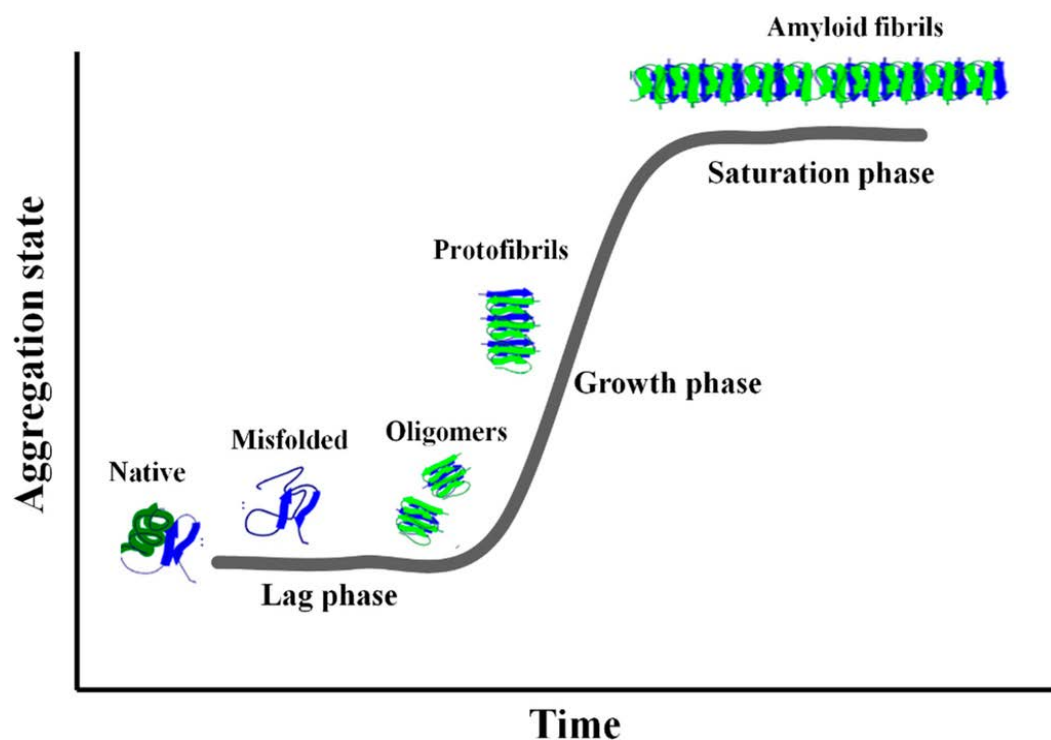 Amyloid fibrils
Saturation phase
Protofibrils
Growth phase
Oligomers
Misfolded
Native
Lag phase
Aggregation state
Time